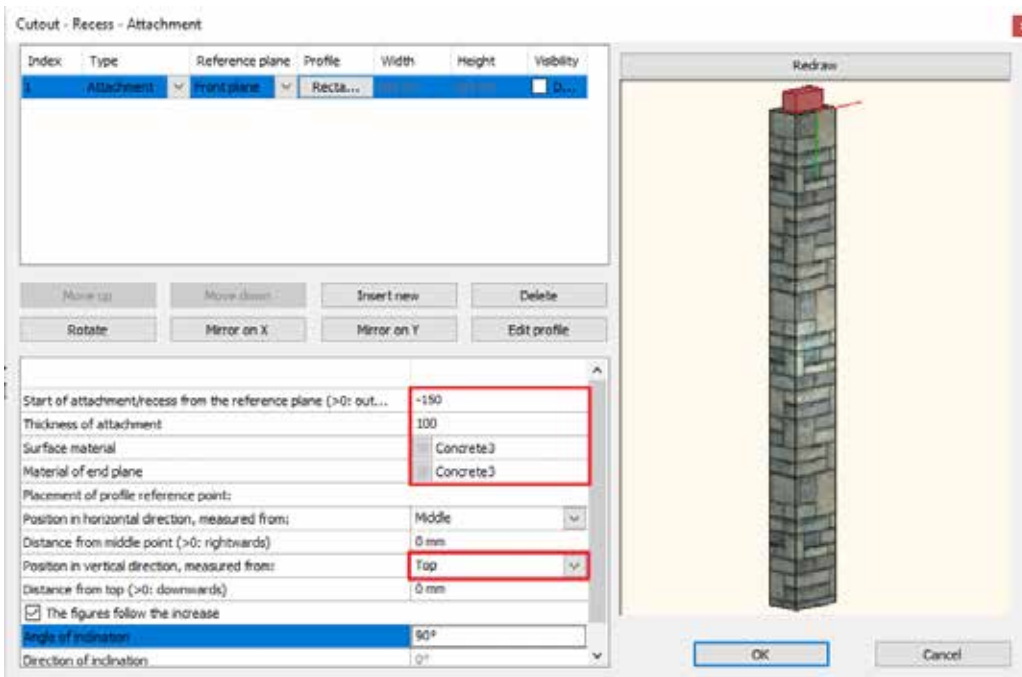 Cutout - Recess - Attachment
Index Type Reference plane Profile Width Height Visibility
1 Attachment Front plane Recta... D...
Redraw
Move up Move down Insert new Delete
Rotate Mirror on X Mirror on Y Edit profile
Start of attachment/recess from the reference plane (>0: out... -150
Thickness of attachment 100
Surface material Concrete3
Material of end plane Concrete3
Placement of profile reference point:
Position in horizontal direction, measured from: Middle
Distance from middle point (>0: rightwards) 0 mm
Position in vertical direction, measured from: Top
Distance from top (>0: downwards) 0 mm
The figures follow the increase
Angle of inclination 90°
Direction of inclination 0°
OK Cancel